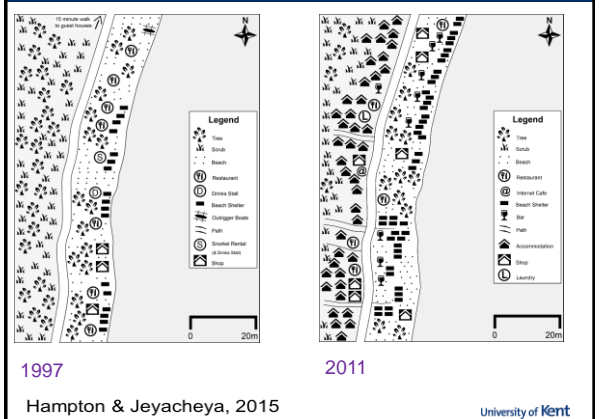 15 minute walk
to guest houses
N
S
D
Legend
Tree
Scrub
Beach
Restaurant
D Drinks Stall
Beach Shelter
Outrigger Boats
Path
S Snorkel Rental
(& Drinks Stall)
Shop
0 20m
1997
N
L
@
Legend
Tree
Scrub
Beach
Restaurant
@ Internet Cafe
Beach Shelter
Bar
Path
Accommodation
Shop
L Laundry
0 20m
2011
Hampton & Jeyacheya, 2015
University of Kent